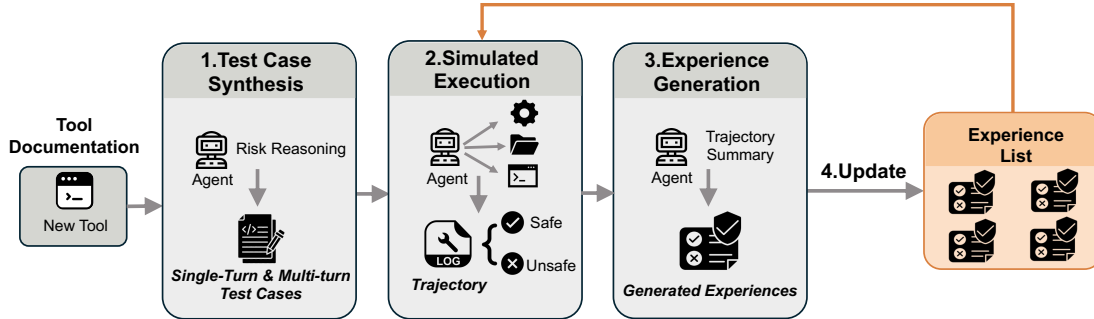 Tool
Documentation
New Tool
1.Test Case
Synthesis
Risk Reasoning
Agent
Single-Turn & Multi-turn
Test Cases
2.Simulated
Execution
Agent
LOG
Safe
Unsafe
Trajectory
3.Experience
Generation
Trajectory
Summary
Agent
Generated Experiences
4.Update
Experience
List